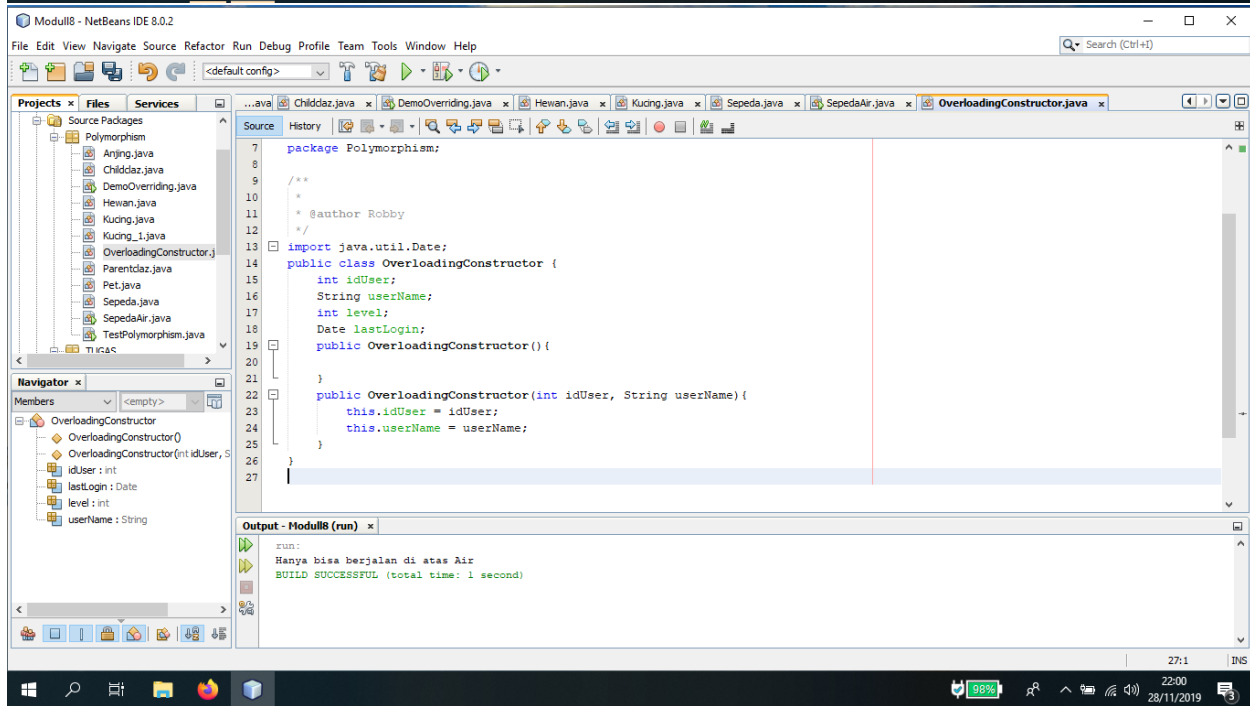 Modull8 - NetBeans IDE 8.0.2
File Edit View Navigate Source Refactor Run Debug Profile Team Tools Window Help
Search (Ctrl+I)
<default config>
Projects Files Services
...ava Childclaz.java DemoOverriding.java Hewan.java Kucing.java Sepeda.java SepedaAir.java OverloadingConstructor.java
Source Packages
Polymorphism
Anjing.java
Childclaz.java
DemoOverriding.java
Hewan.java
Kucing.java
Kucing_1.java
OverloadingConstructor.j
Parentclaz.java
Pet.java
Sepeda.java
SepedaAir.java
TestPolymorphism.java
TUGAS
Source History
7 package Polymorphism;
8
9 /**
10 *
11 * @author Robby
12 */
13 import java.util.Date;
14 public class OverloadingConstructor {
15 int idUser;
16 String userName;
17 int level;
18 Date lastLogin;
19 public OverloadingConstructor(){
20
21 }
22 public OverloadingConstructor(int idUser, String userName){
23 this.idUser = idUser;
24 this.userName = userName;
25 }
26 }
27
Navigator
Members <empty>
OverloadingConstructor
OverloadingConstructor()
OverloadingConstructor(int idUser, S
idUser : int
lastLogin : Date
level : int
userName : String
Output - Modull8 (run)
run:
Hanya bisa berjalan di atas Air
BUILD SUCCESSFUL (total time: 1 second)
27:1 INS
98%
22:00
28/11/2019
3